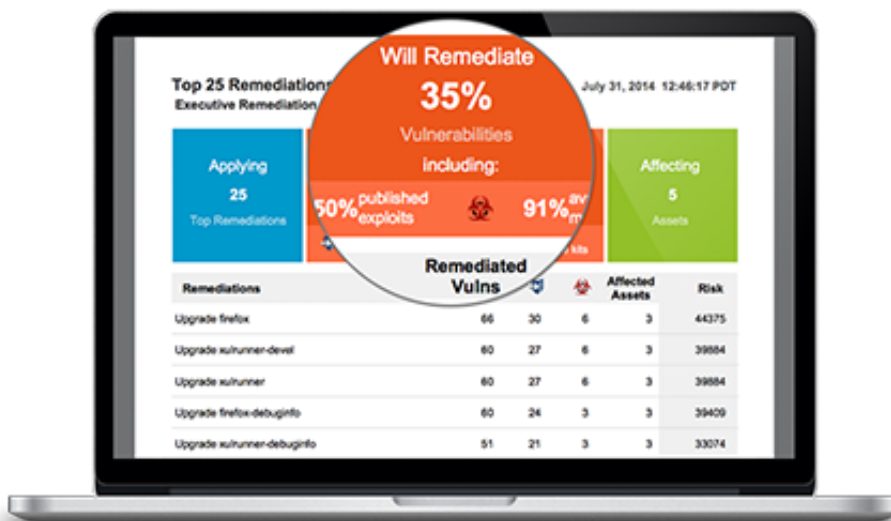 Top 25 Remediations
Executive Remediation
July 31, 2014 12:46:17 PDT
Applying
25
Top Remediations
Will Remediate
35%
Vulnerabilities
including:
50% published exploits
91%
kits
Affecting
5
Assets
Remediations
Remediated Vulns
Affected Assets
Risk
Upgrade firefox 66 30 6 3 44375
Upgrade xulrunner-devel 60 27 6 3 39884
Upgrade xulrunner 60 27 6 3 39884
Upgrade firefox-debuginfo 60 24 3 3 39409
Upgrade xulrunner-debuginfo 51 21 3 3 33074